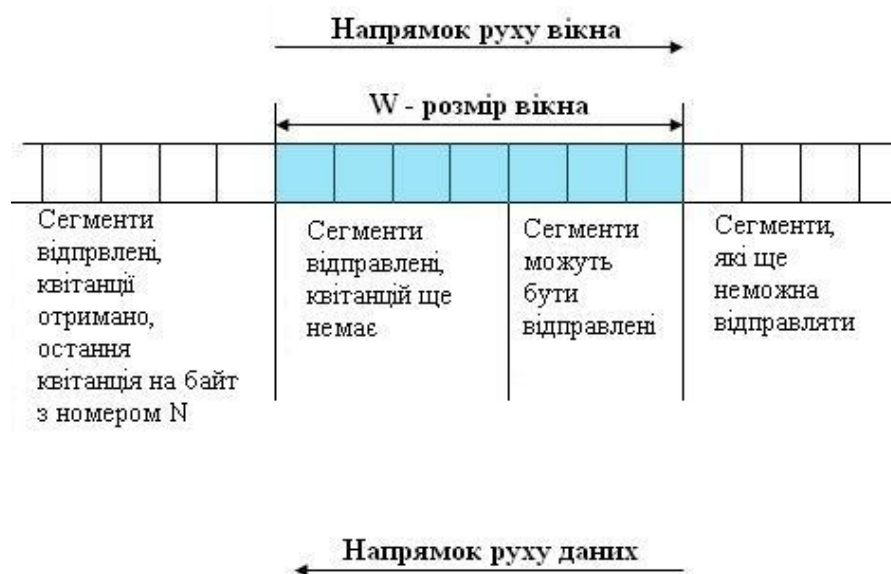 Напрямок руху вікна
W - розмір вікна
Сегменти
відпрвлені,
квітанції
отримано,
остання
квітанція на байт
з номером N
Сегменти
відправлені,
квітанцій ще
немає
Сегменти
можуть
бути
відправлені
Сегменти,
які ще
неможна
відправляти
Напрямок руху даних